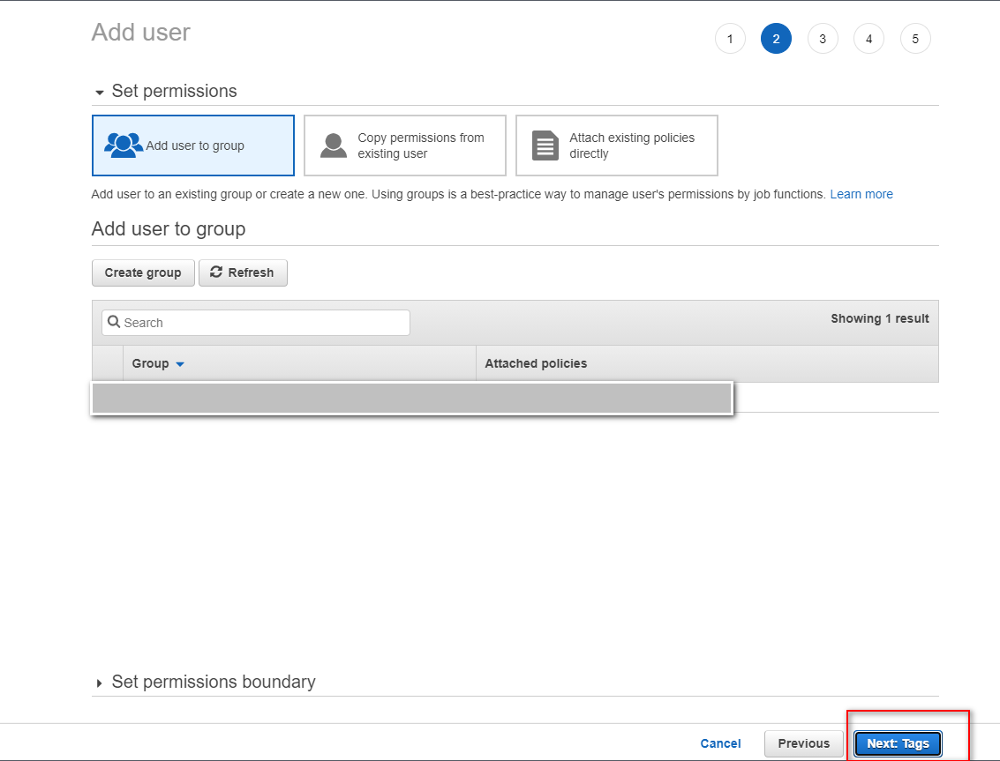 Add user
1 2 3 4 5
Set permissions
Add user to group
Copy permissions from
existing user
Attach existing policies
directly
Add user to an existing group or create a new one. Using groups is a best-practice way to manage user's permissions by job functions. Learn more
Add user to group
Create group Refresh
Search
Showing 1 result
Group Attached policies
Set permissions boundary
Cancel Previous Next: Tags